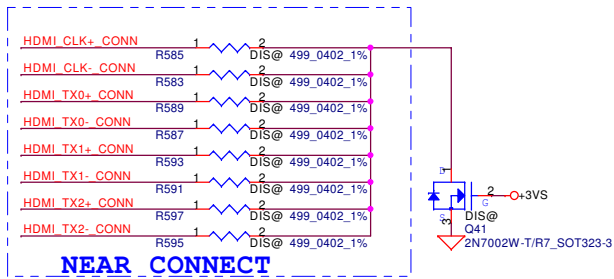 HDMI_CLK+_CONN 1 2
R585 DIS@ 499_0402_1%
HDMI_CLK-_CONN 1 2
R583 DIS@ 499_0402_1%
HDMI_TX0+_CONN 1 2
R589 DIS@ 499_0402_1%
HDMI_TX0-_CONN 1 2
R587 DIS@ 499_0402_1%
HDMI_TX1+_CONN 1 2
R593 DIS@ 499_0402_1%
HDMI_TX1-_CONN 1 2
R591 DIS@ 499_0402_1%
HDMI_TX2+_CONN 1 2
R597 DIS@ 499_0402_1%
HDMI_TX2-_CONN 1 2
R595 DIS@ 499_0402_1%
NEAR CONNECT
D 1
2 +3VS
G
S 3 DIS@
Q41
2N7002W-T/R7_SOT323-3